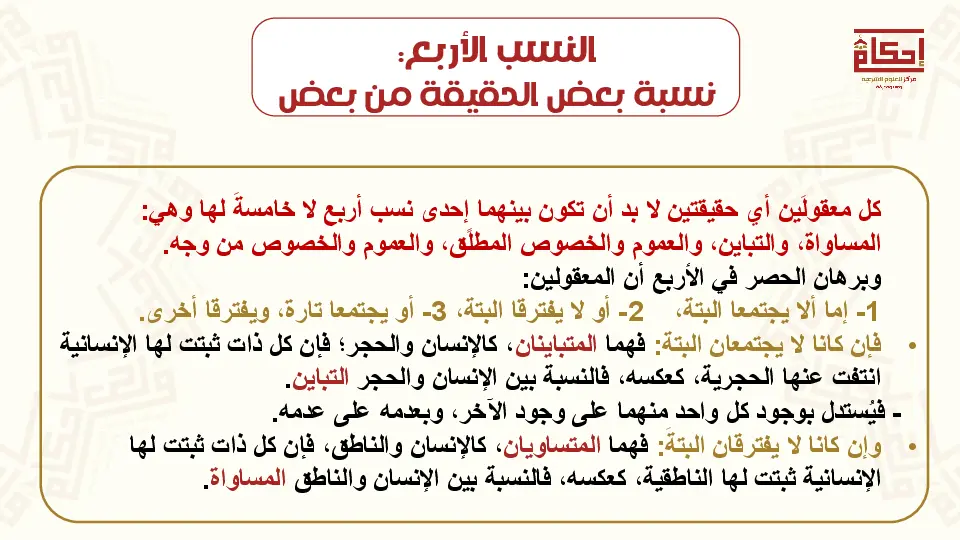 النسب الأربع:
نسبة بعض الحقيقة من بعض
إحكام
مركز للعلوم الشرعية
كل معقولَين أي حقيقتين لا بد أن تكون بينهما إحدى نسب أربع لا خامسةَ لها وهي:
المساواة، والتباين، والعموم والخصوص المطلَق، والعموم والخصوص من وجه.
وبرهان الحصر في الأربع أن المعقولين:
1- إما ألا يجتمعا البتة، 2- أو لا يفترقا البتة، 3- أو يجتمعا تارة، ويفترقا أخرى.
• فإن كانا لا يجتمعان البتة: فهما المتباينان، كالإنسان والحجر؛ فإن كل ذات ثبتت لها الإنسانية
انتفت عنها الحجرية، كعكسه، فالنسبة بين الإنسان والحجر التباين.
- فيُستدل بوجود كل واحد منهما على وجود الآخر، وبعدمه على عدمه.
• وإن كانا لا يفترقان البتةَ: فهما المتساويان، كالإنسان والناطق، فإن كل ذات ثبتت لها
الإنسانية ثبتت لها الناطقية، كعكسه، فالنسبة بين الإنسان والناطق المساواة.